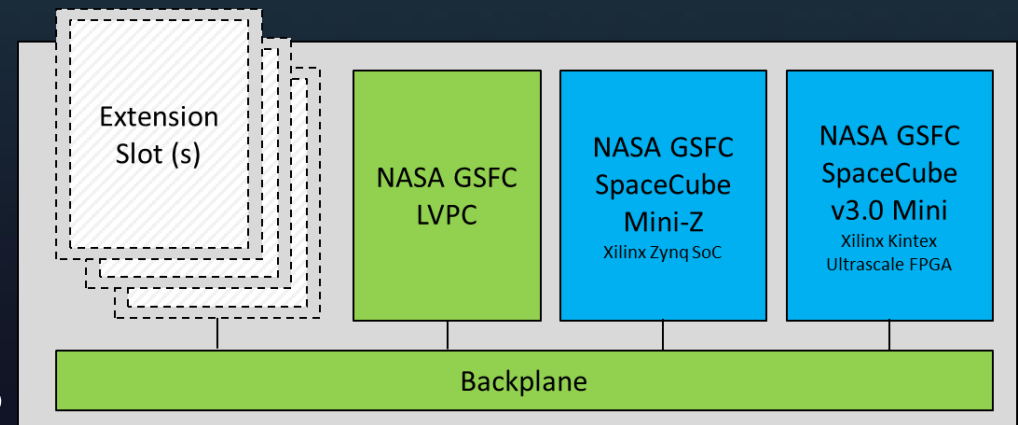 Extension
Slot (s)
NASA GSFC
LVPC
NASA GSFC
SpaceCube
Mini-Z
Xilinx Zynq SoC
NASA GSFC
SpaceCube
v3.0 Mini
Xilinx Kintex
Ultrascale FPGA
Backplane